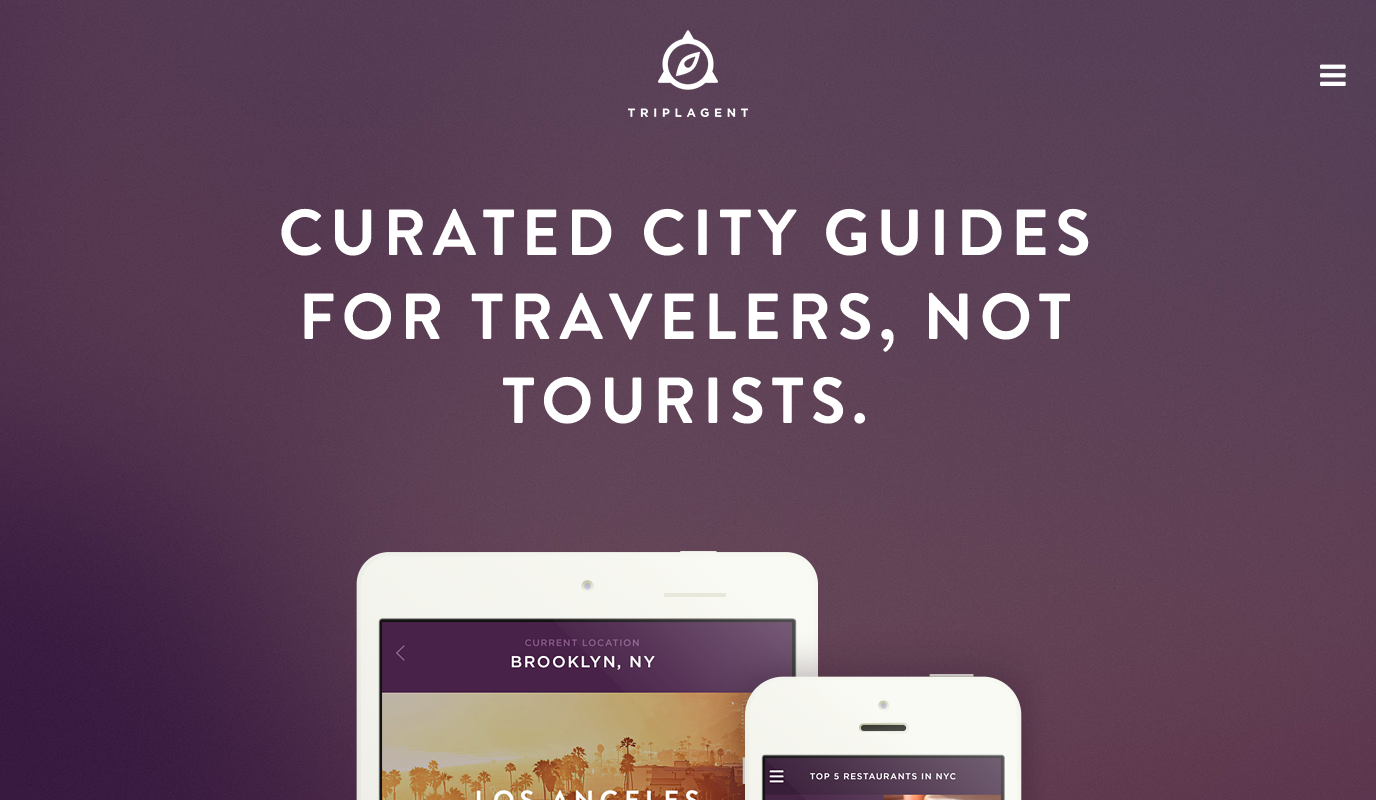 TRIPLAGENT
CURATED CITY GUIDES
FOR TRAVELERS, NOT
TOURISTS.
CURRENT LOCATION
BROOKLYN, NY
LOS ANGELES
TOP 5 RESTAURANTS IN NYC